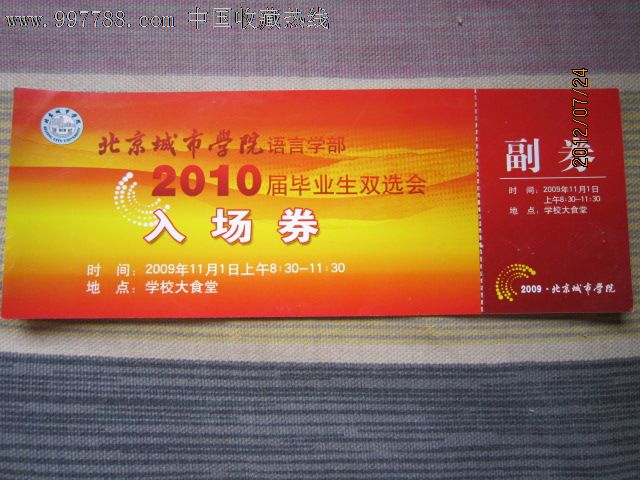 www.997788.com 中国收藏热线
北京城市学院语言学部
2010届毕业生双选会
入场券
时 间：2009年11月1日上午8:30-11:30
地 点：学校大食堂
副券
时 间：2009年11月1日
上午8:30-11:30
地 点：学校大食堂
2009·北京城市学院
2012/07/24